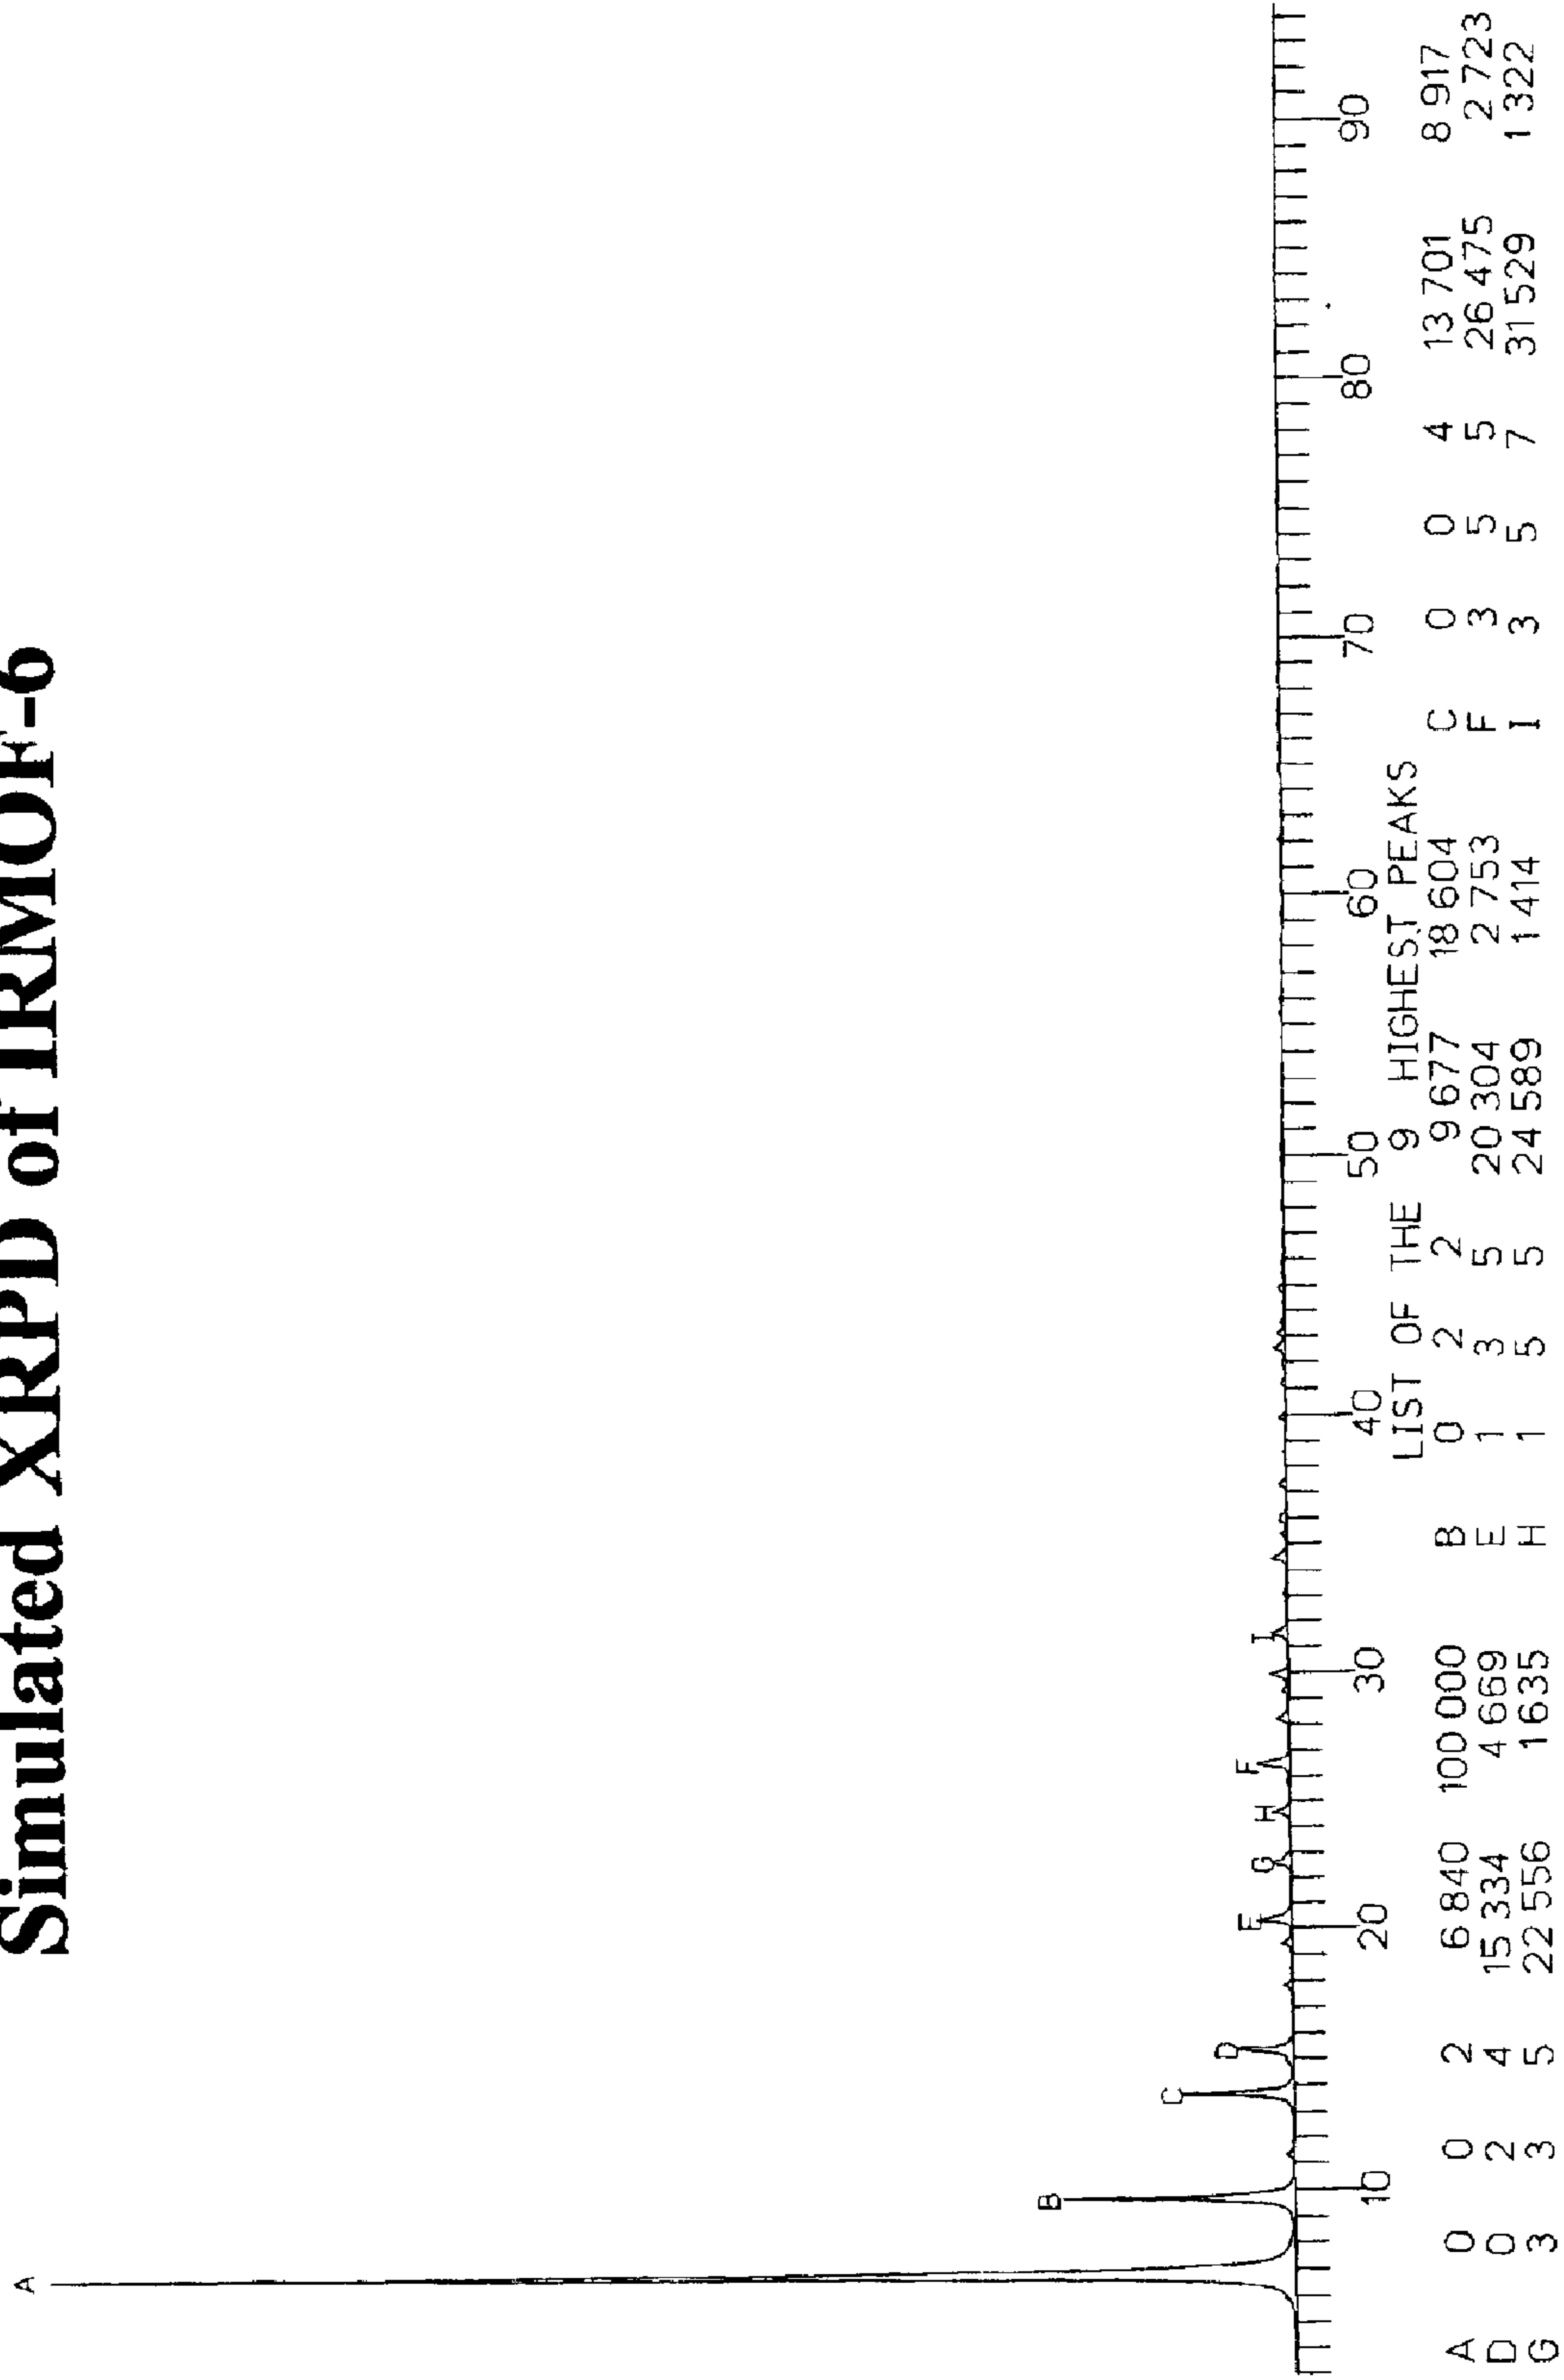 Simulated XRPD of IRMOF-6
A
B
C
D
E
G
H
F
I
10 20 30 40 50 60 70 80 90
LIST OF THE 9 HIGHEST PEAKS
A 0 0 2 6 840 100 000 B 0 2 2 9 677 18 604 C 0 0 4 13 701 8 917
D 0 2 4 15 334 4 669 E 1 3 5 20 304 2 753 F 3 5 5 26 475 2 723
G 3 3 5 22 556 1 635 H 1 5 5 24 589 1 414 I 3 5 7 31 529 1 322